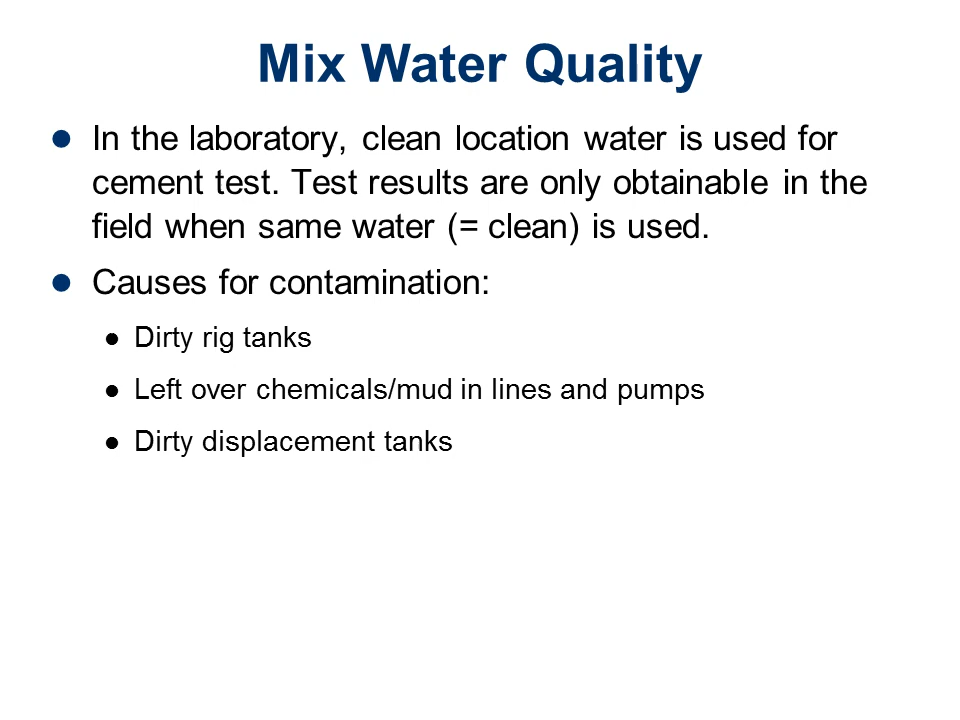 Mix Water Quality
● In the laboratory, clean location water is used for
cement test. Test results are only obtainable in the
field when same water (= clean) is used.
● Causes for contamination:
● Dirty rig tanks
● Left over chemicals/mud in lines and pumps
● Dirty displacement tanks